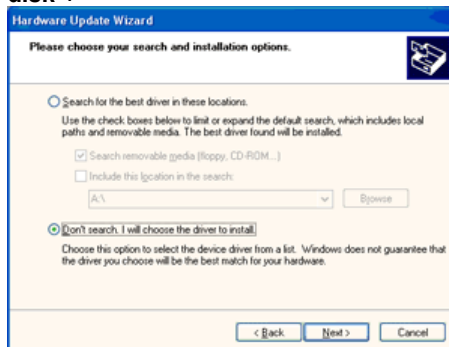 disk".
Hardware Update Wizard
Please choose your search and installation options.
Search for the best driver in these locations.
Use the check boxes below to limit or expand the default search, which includes local
paths and removable media. The best driver found will be installed.
Search removable media (floppy, CD-ROM...)
Include this location in the search:
A:\
Browse
Don't search. I will choose the driver to install.
Choose this option to select the device driver from a list. Windows does not guarantee that
the driver you choose will be the best match for your hardware.
< Back Next > Cancel